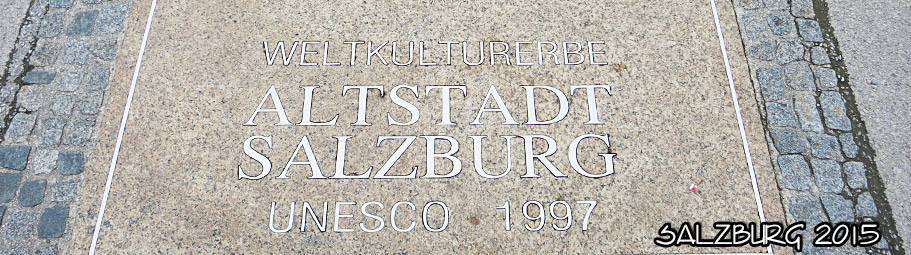 WELTKULTURERBE
ALTSTADT
SALZBURG
UNESCO 1997
SALZBURG 2015